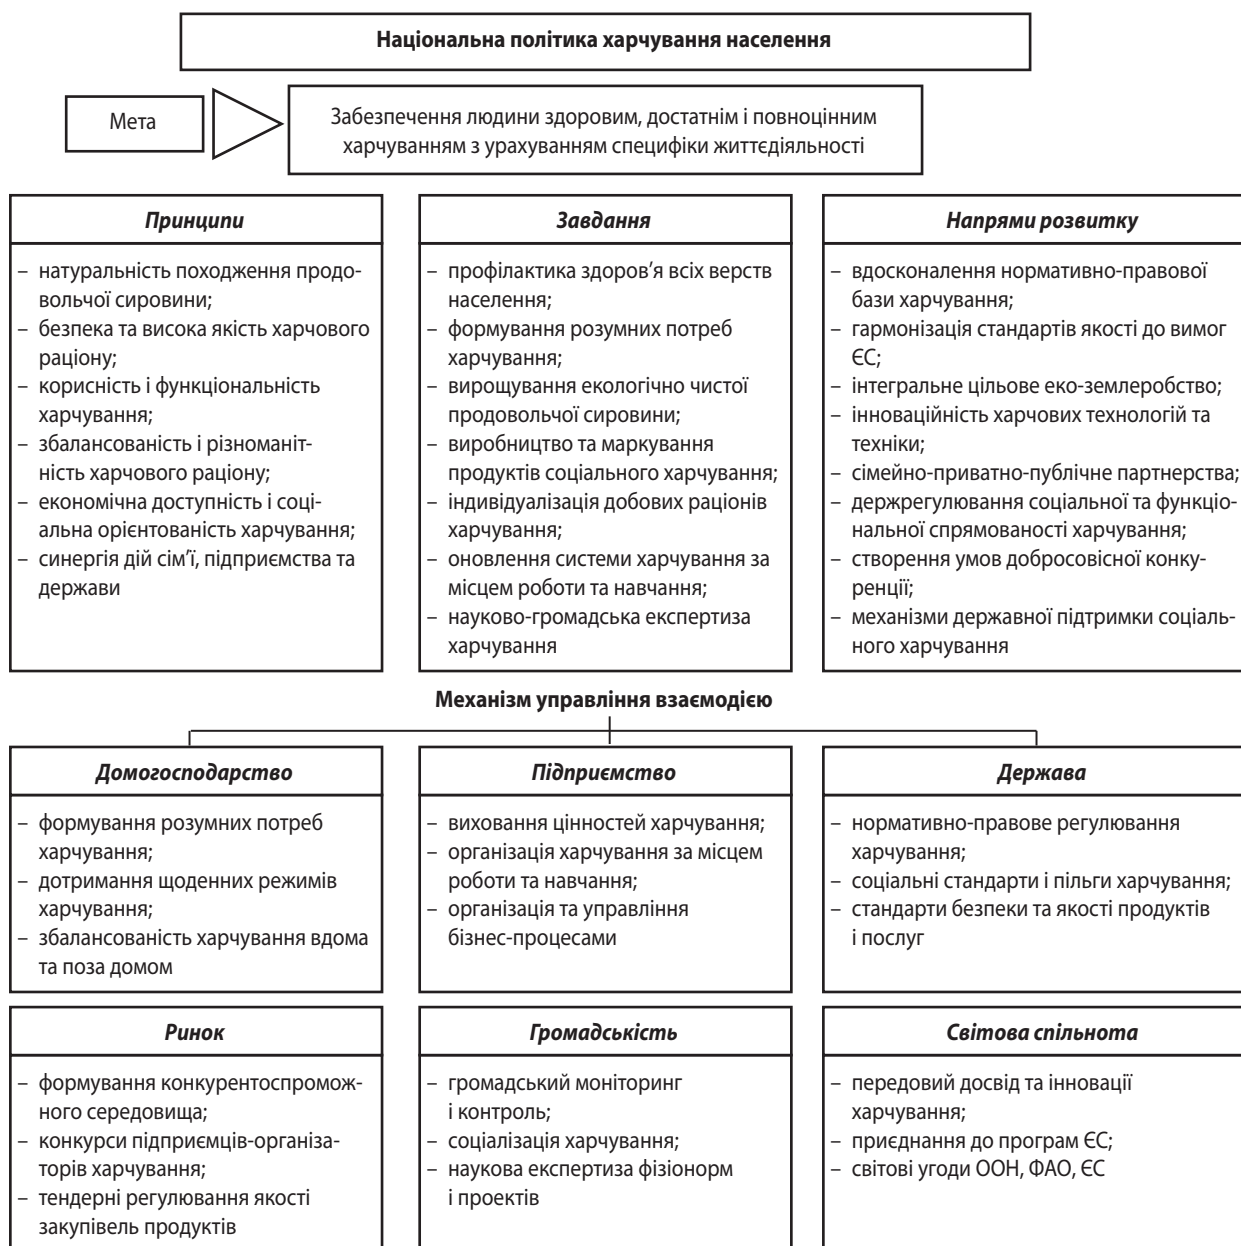 Національна політика харчування населення
Мета
Забезпечення людини здоровим, достатнім і повноцінним
харчуванням з урахуванням специфіки життєдіяльності
Принципи
– натуральність походження продо-
вольчої сировини;
– безпека та висока якість харчового
раціону;
– корисність і функціональність
харчування;
– збалансованість і різноманіт-
ність харчового раціону;
– економічна доступність і соці-
альна орієнтованість харчування;
– синергія дій сім’ї, підприємства та
держави
Завдання
– профілактика здоров’я всіх верств
населення;
– формування розумних потреб
харчування;
– вирощування екологічно чистої
продовольчої сировини;
– виробництво та маркування
продуктів соціального харчування;
– індивідуалізація добових раціонів
харчування;
– оновлення системи харчування за
місцем роботи та навчання;
– науково-громадська експертиза
харчування
Напрями розвитку
– вдосконалення нормативно-правової
бази харчування;
– гармонізація стандартів якості до вимог
ЄС;
– інтегральне цільове еко-землеробство;
– інноваційність харчових технологій та
техніки;
– сімейно-приватно-публічне партнерства;
– держрегулювання соціальної та функціо-
нальної спрямованості харчування;
– створення умов добросовісної конку-
ренції;
– механізми державної підтримки соціаль-
ного харчування
Механізм управління взаємодією
Домогосподарство
– формування розумних потреб
харчування;
– дотримання щоденних режимів
харчування;
– збалансованість харчування вдома
та поза домом
Підприємство
– виховання цінностей харчування;
– організація харчування за місцем
роботи та навчання;
– організація та управління
бізнес-процесами
Держава
– нормативно-правове регулювання
харчування;
– соціальні стандарти і пільги харчування;
– стандарти безпеки та якості продуктів
і послуг
Ринок
– формування конкурентоспромож-
ного середовища;
– конкурси підприємців-організа-
торів харчування;
– тендерні регулювання якості
закупівель продуктів
Громадськість
– громадський моніторинг
і контроль;
– соціалізація харчування;
– наукова експертиза фізіонорм
і проектів
Світова спільнота
– передовий досвід та інновації
харчування;
– приєднання до програм ЄС;
– світові угоди ООН, ФАО, ЄС